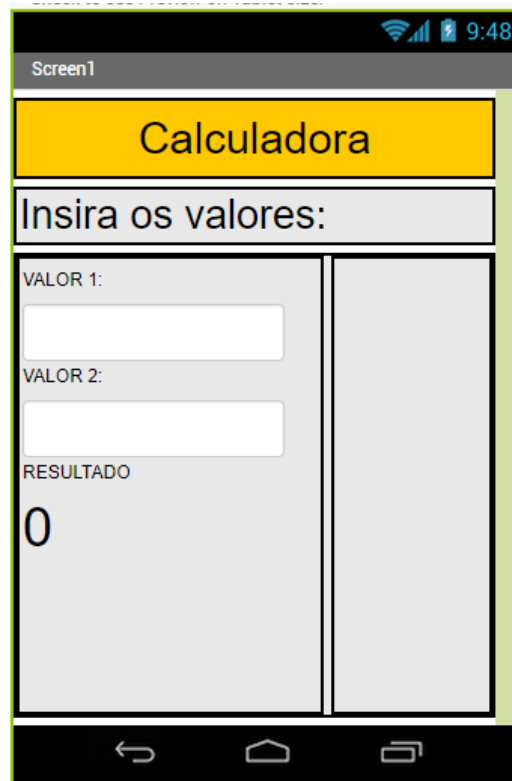 9:48
Screen1
Calculadora
Insira os valores:
VALOR 1:
VALOR 2:
RESULTADO
0